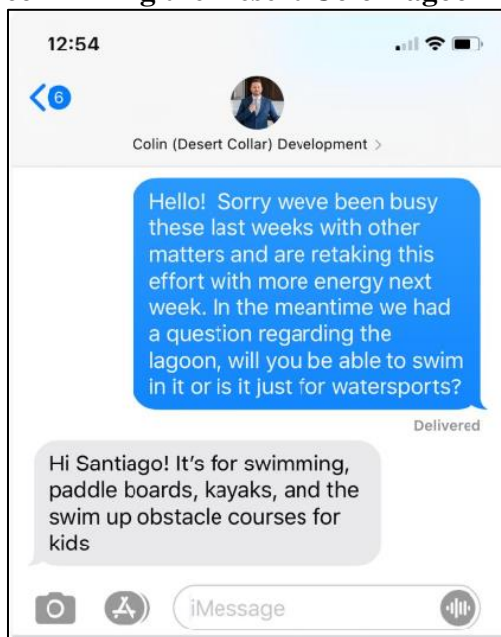 12:54
6
Colin (Desert Collar) Development >
Hello! Sorry weve been busy
these last weeks with other
matters and are retaking this
effort with more energy next
week. In the meantime we had
a question regarding the
lagoon, will you be able to swim
in it or is it just for watersports?
Delivered
Hi Santiago! It's for swimming,
paddle boards, kayaks, and the
swim up obstacle courses for
kids
iMessage